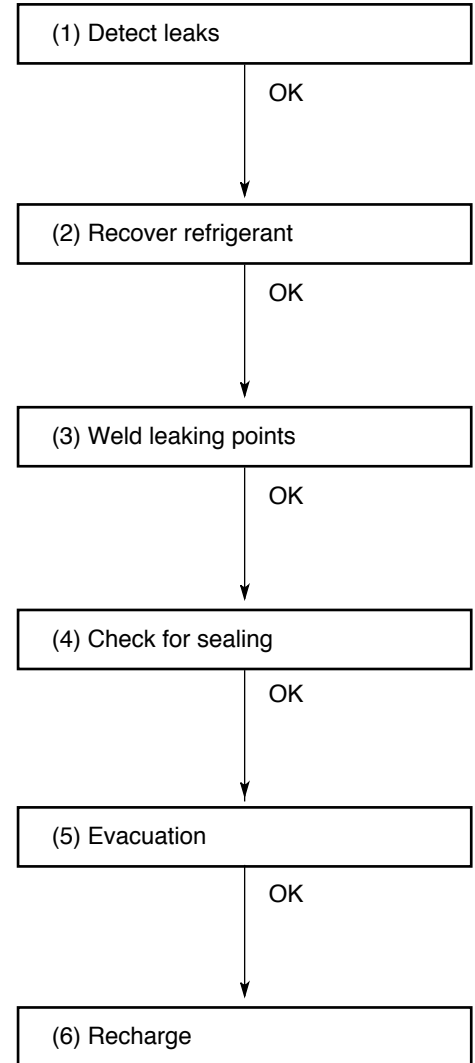 (1) Detect leaks
OK
(2) Recover refrigerant
OK
(3) Weld leaking points
OK
(4) Check for sealing
OK
(5) Evacuation
OK
(6) Recharge